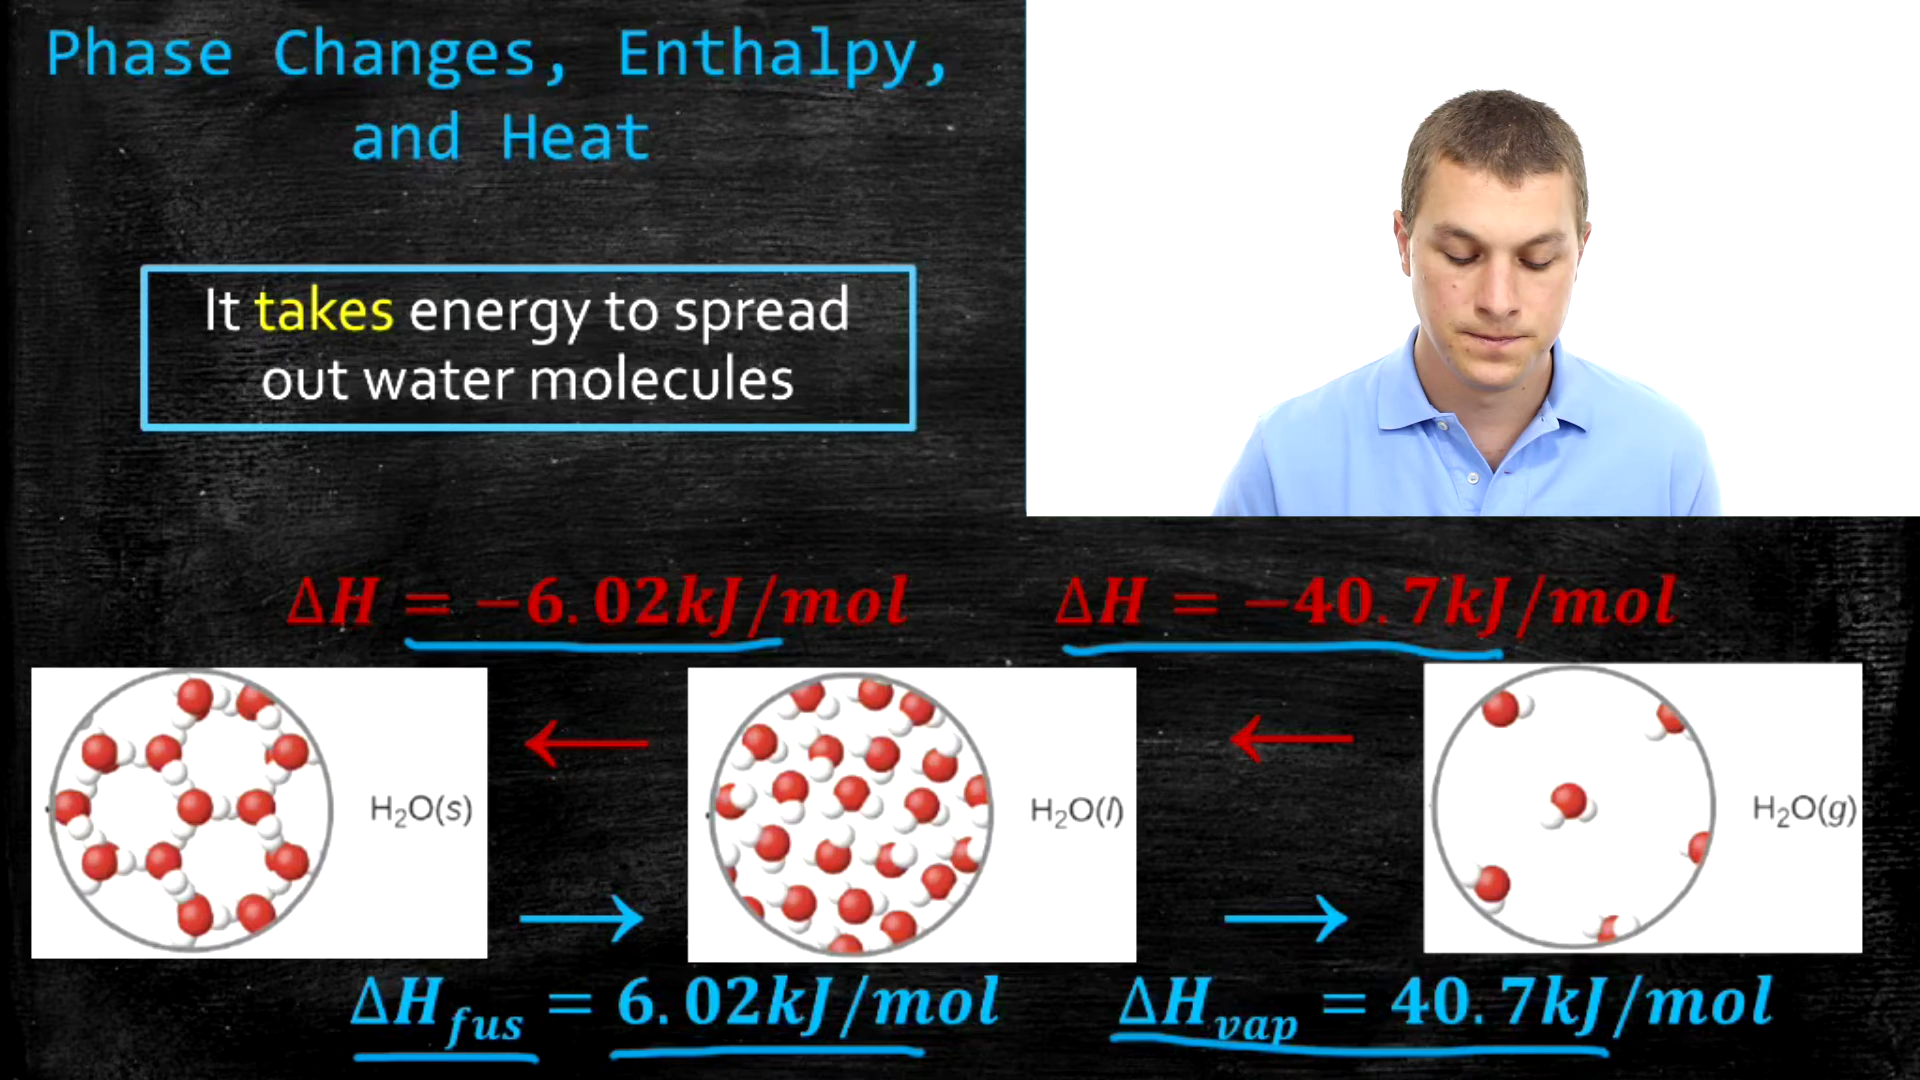 Phase Changes, Enthalpy,
and Heat
It takes energy to spread
out water molecules
ΔH = −6.02kJ/mol
ΔH = −40.7kJ/mol
H₂O(s)
H₂O(l)
H₂O(g)
ΔH_fus = 6.02kJ/mol
ΔH_vap = 40.7kJ/mol